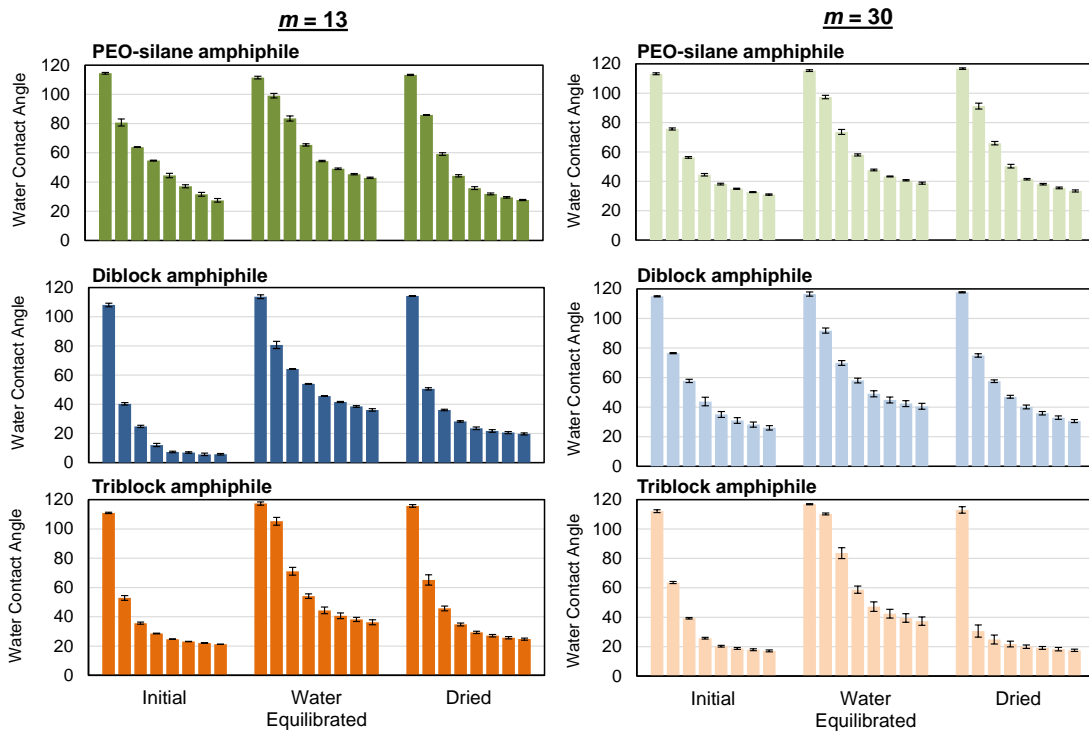 m = 13
PEO-silane amphiphile
Water Contact Angle
120
100
80
60
40
20
0
Diblock amphiphile
Water Contact Angle
120
100
80
60
40
20
0
Triblock amphiphile
Water Contact Angle
120
100
80
60
40
20
0
Initial
Water
Equilibrated
Dried
m = 30
PEO-silane amphiphile
Water Contact Angle
120
100
80
60
40
20
0
Diblock amphiphile
Water Contact Angle
120
100
80
60
40
20
0
Triblock amphiphile
Water Contact Angle
120
100
80
60
40
20
0
Initial
Water
Equilibrated
Dried